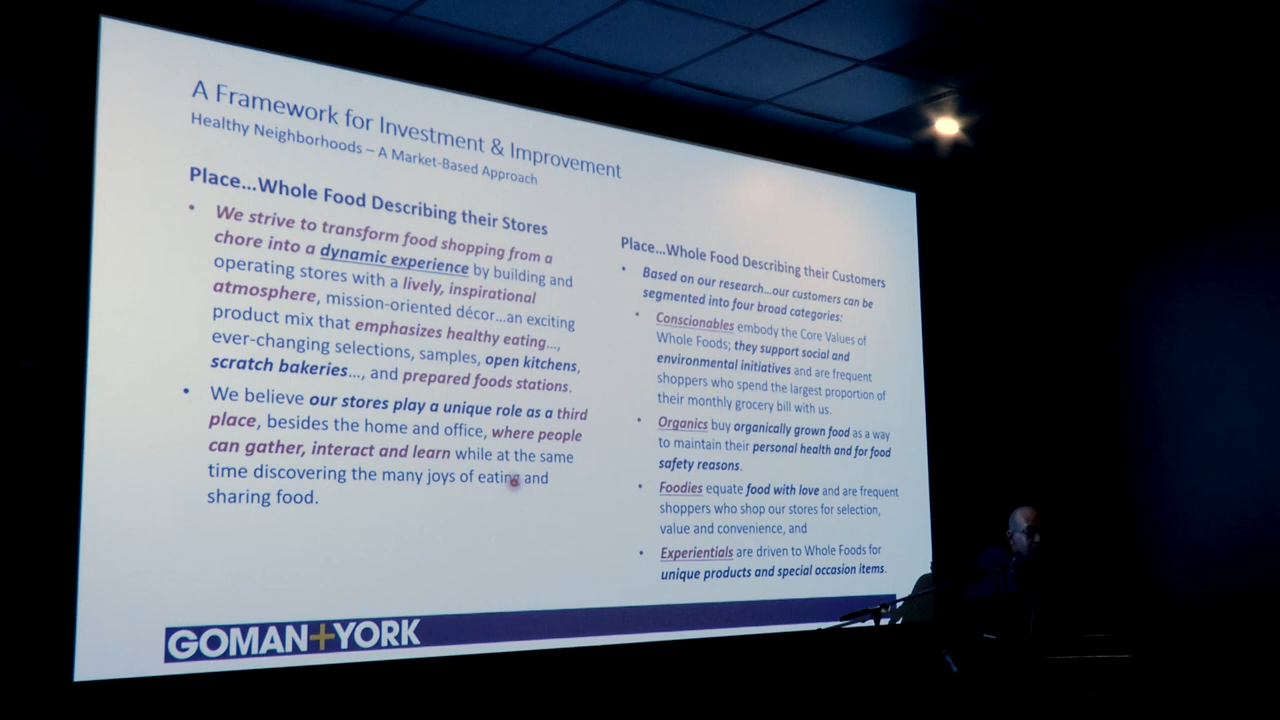 A Framework for Investment & Improvement
Healthy Neighborhoods – A Market-Based Approach
Place...Whole Food Describing their Stores
• We strive to transform food shopping from a
chore into a dynamic experience by building and
operating stores with a lively, inspirational
atmosphere, mission-oriented décor...an exciting
product mix that emphasizes healthy eating...,
ever-changing selections, samples, open kitchens,
scratch bakeries..., and prepared foods stations.
• We believe our stores play a unique role as a third
place, besides the home and office, where people
can gather, interact and learn while at the same
time discovering the many joys of eating and
sharing food.
Place...Whole Food Describing their Customers
• Based on our research...our customers can be
segmented into four broad categories:
• Conscionables embody the Core Values of
Whole Foods; they support social and
environmental initiatives and are frequent
shoppers who spend the largest proportion of
their monthly grocery bill with us.
• Organics buy organically grown food as a way
to maintain their personal health and for food
safety reasons.
• Foodies equate food with love and are frequent
shoppers who shop our stores for selection,
value and convenience, and
• Experientials are driven to Whole Foods for
unique products and special occasion items.
GOMAN+YORK